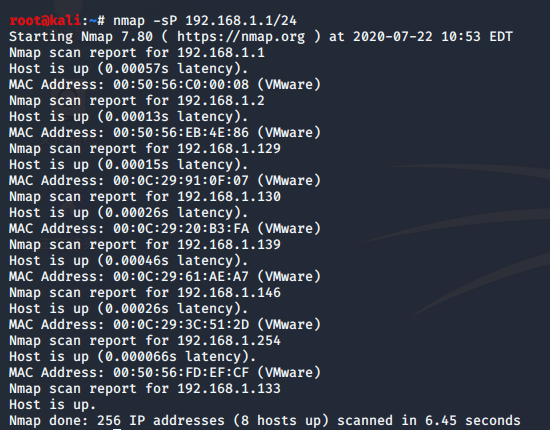 root@kali:~# nmap -sP 192.168.1.1/24
Starting Nmap 7.80 ( https://nmap.org ) at 2020-07-22 10:53 EDT
Nmap scan report for 192.168.1.1
Host is up (0.00057s latency).
MAC Address: 00:50:56:C0:00:08 (VMware)
Nmap scan report for 192.168.1.2
Host is up (0.00013s latency).
MAC Address: 00:50:56:EB:4E:86 (VMware)
Nmap scan report for 192.168.1.129
Host is up (0.00015s latency).
MAC Address: 00:0C:29:91:0F:07 (VMware)
Nmap scan report for 192.168.1.130
Host is up (0.00026s latency).
MAC Address: 00:0C:29:20:B3:FA (VMware)
Nmap scan report for 192.168.1.139
Host is up (0.00046s latency).
MAC Address: 00:0C:29:61:AE:A7 (VMware)
Nmap scan report for 192.168.1.146
Host is up (0.00026s latency).
MAC Address: 00:0C:29:3C:51:2D (VMware)
Nmap scan report for 192.168.1.254
Host is up (0.000066s latency).
MAC Address: 00:50:56:FD:EF:CF (VMware)
Nmap scan report for 192.168.1.133
Host is up.
Nmap done: 256 IP addresses (8 hosts up) scanned in 6.45 seconds